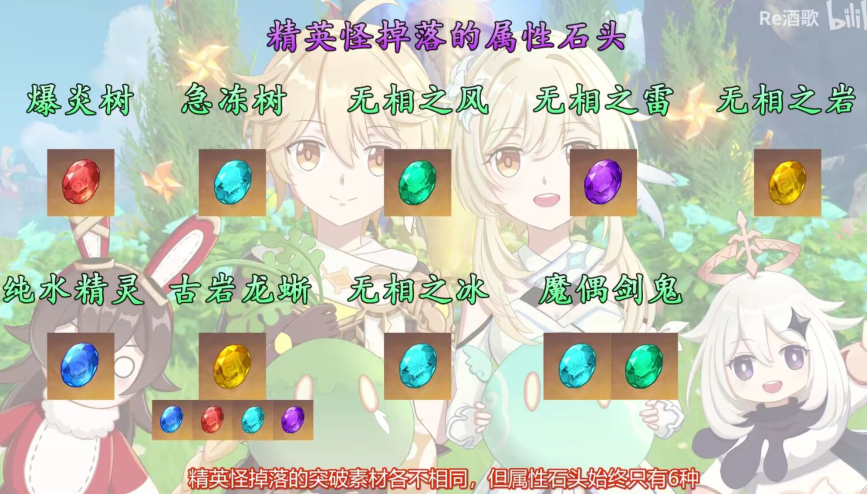 Re酒歌 bili
精英怪掉落的属性石头
爆炎树 急冻树 无相之风 无相之雷 无相之岩
纯水精灵 古岩龙蜥 无相之冰 魔偶剑鬼
精英怪掉落的突破素材各不相同，但属性石头始终只有6种